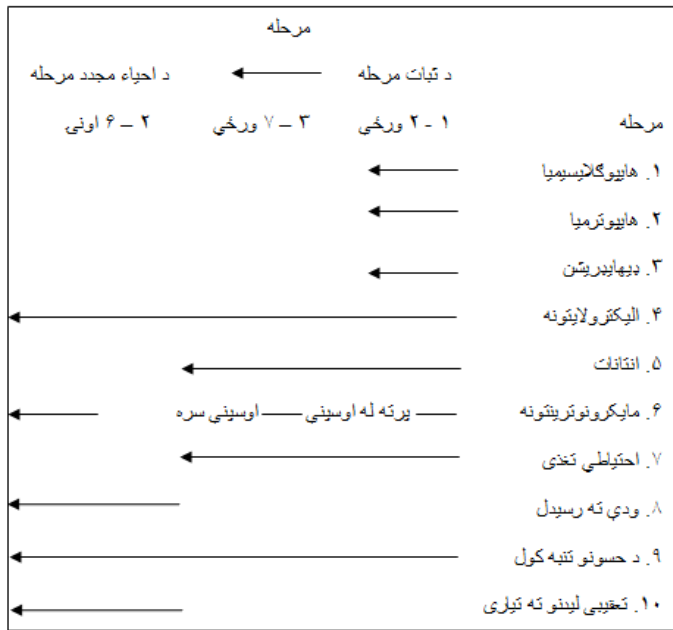 مرحله
د ثبات مرحله د احیاء مجدد مرحله
مرحله ۱ - ۲ ورځې ۳ – ۷ ورځې ۲ – ۶ اونۍ
۱. هایپوګلایسیمیا
۲. هایپوترمیا
۳. ډیهایډریشن
۴. الیکترولایتونه
۵. انتانات
۶. مایکرونوترینتونه پرته له اوسپنې اوسپنې سره
۷. احتیاطي تغذی
۸. ودې ته رسیدل
۹. د حسونو تنبه کول
۱۰. تعقیبی لیدنو ته تیاری